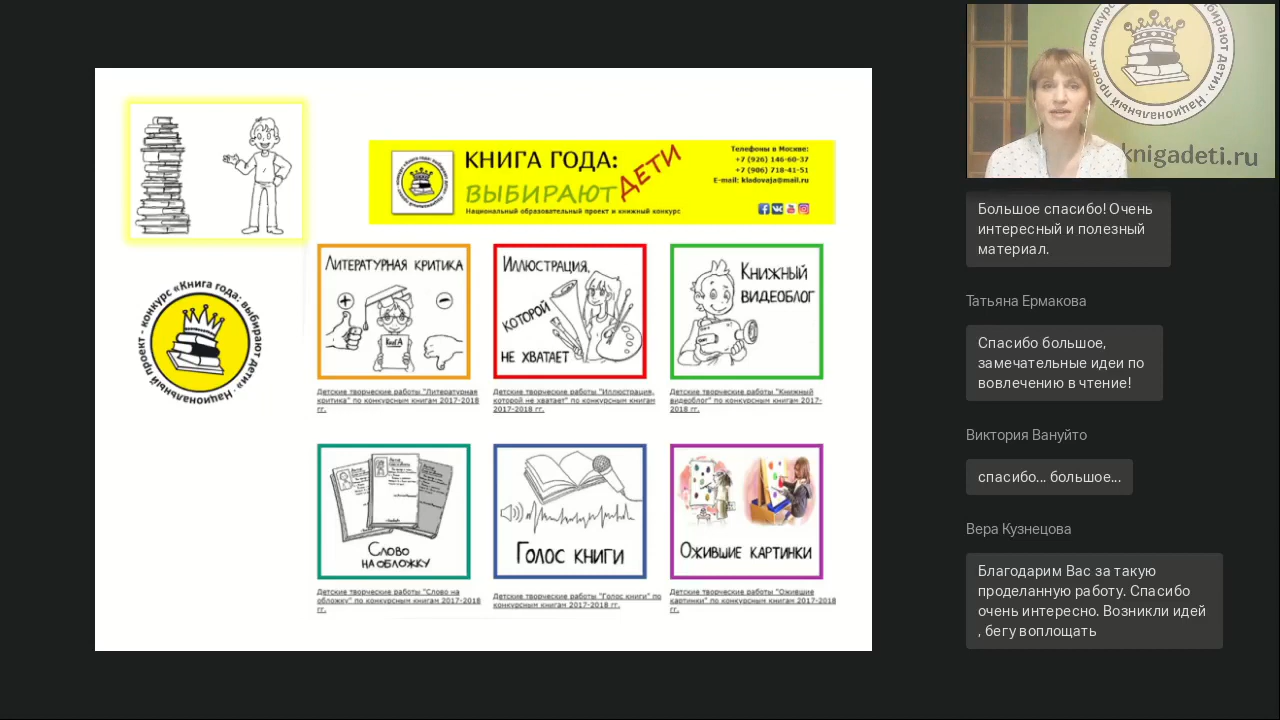 проект - конкурс «Книга года: выбирают дети» · Национальный
КНИГА ГОДА:
ВЫБИРАЮТ ДЕТИ
Национальный образовательный проект и книжный конкурс
Телефоны в Москве:
+7 (926) 146-60-37
+7 (906) 718-41-51
E-mail: kladovaja@mail.ru
ЛИТЕРАТУРНАЯ КРИТИКА
ИЛЛЮСТРАЦИЯ,
КОТОРОЙ
НЕ ХВАТАЕТ
КНИЖНЫЙ
ВИДЕОБЛОГ
Детские творческие работы "Литературная
критика" по конкурсным книгам 2017-2018
гг.
Детские творческие работы "Иллюстрация,
которой не хватает" по конкурсным книгам
2017-2018 гг.
Детские творческие работы "Книжный
видеоблог" по конкурсным книгам 2017-
2018 гг.
СЛОВО
НА ОБЛОЖКУ
ГОЛОС КНИГИ
ОЖИВШИЕ КАРТИНКИ
Детские творческие работы "Слово на
обложку" по конкурсным книгам 2017-2018
гг.
Детские творческие работы "Голос книги" по
конкурсным книгам 2017-2018 гг.
Детские творческие работы "Ожившие
картинки" по конкурсным книгам 2017-2018
гг.
конкурс
выбирают дети» · Национальный проект -
knigadeti.ru
Большое спасибо! Очень
интересный и полезный
материал.
Татьяна Ермакова
Спасибо большое,
замечательные идеи по
вовлечению в чтение!
Виктория Вануйто
спасибо... большое...
Вера Кузнецова
Благодарим Вас за такую
проделанную работу. Спасибо
очень интересно. Возникли идей
, бегу воплощать